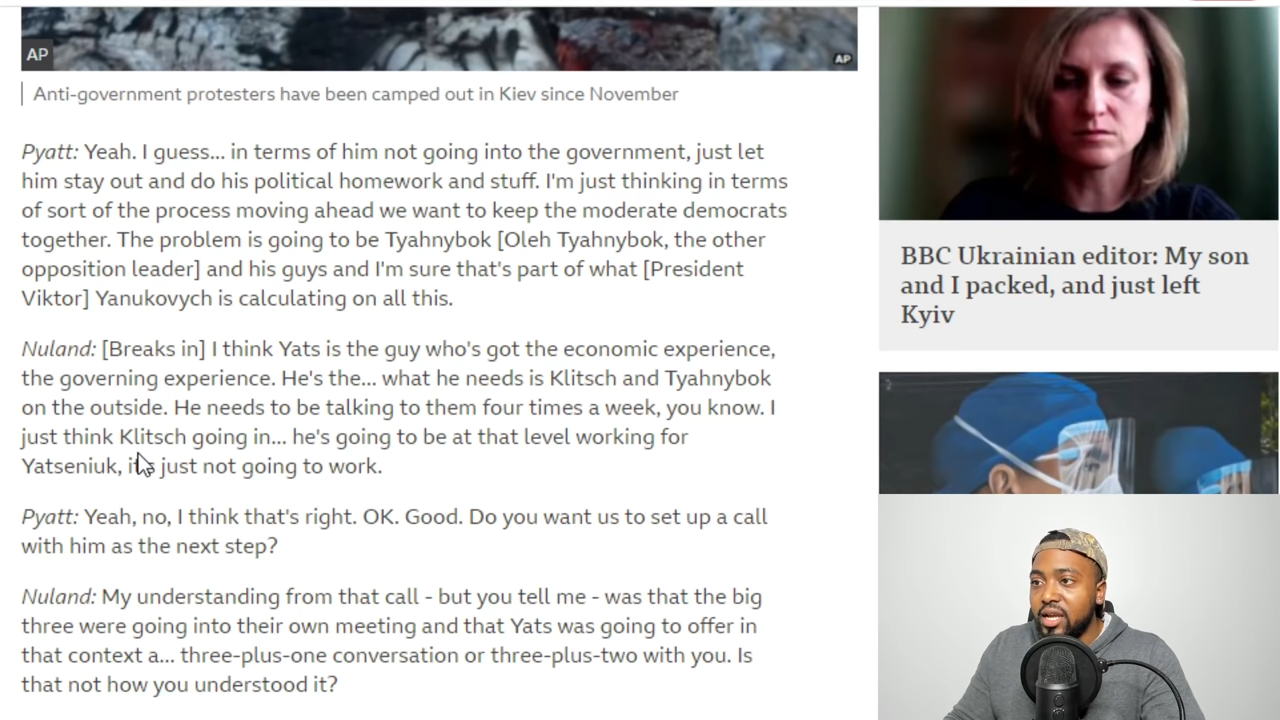 AP
AP
Anti-government protesters have been camped out in Kiev since November
Pyatt: Yeah. I guess... in terms of him not going into the government, just let
him stay out and do his political homework and stuff. I'm just thinking in terms
of sort of the process moving ahead we want to keep the moderate democrats
together. The problem is going to be Tyahnybok [Oleh Tyahnybok, the other
opposition leader] and his guys and I'm sure that's part of what [President
Viktor] Yanukovych is calculating on all this.
Nuland: [Breaks in] I think Yats is the guy who's got the economic experience,
the governing experience. He's the... what he needs is Klitsch and Tyahnybok
on the outside. He needs to be talking to them four times a week, you know. I
just think Klitsch going in... he's going to be at that level working for
Yatseniuk, it's just not going to work.
Pyatt: Yeah, no, I think that's right. OK. Good. Do you want us to set up a call
with him as the next step?
Nuland: My understanding from that call - but you tell me - was that the big
three were going into their own meeting and that Yats was going to offer in
that context a... three-plus-one conversation or three-plus-two with you. Is
that not how you understood it?
BBC Ukrainian editor: My son
and I packed, and just left
Kyiv